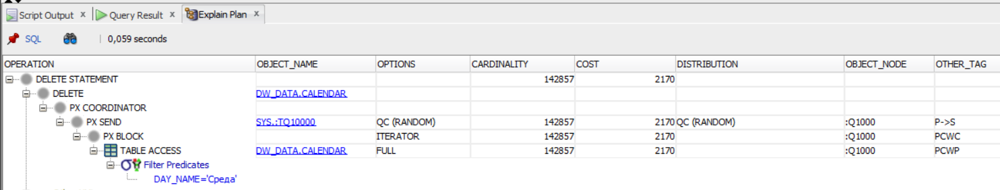 Script Output x Query Result x Explain Plan x
SQL 0,059 seconds
OPERATION OBJECT_NAME OPTIONS CARDINALITY COST DISTRIBUTION OBJECT_NODE OTHER_TAG
DELETE STATEMENT 142857 2170
DELETE DW_DATA.CALENDAR
PX COORDINATOR
PX SEND SYS.:TQ10000 QC (RANDOM) 142857 2170 QC (RANDOM) :Q1000 P->S
PX BLOCK ITERATOR 142857 2170 :Q1000 PCWC
TABLE ACCESS DW_DATA.CALENDAR FULL 142857 2170 :Q1000 PCWP
Filter Predicates
DAY_NAME='Среда'